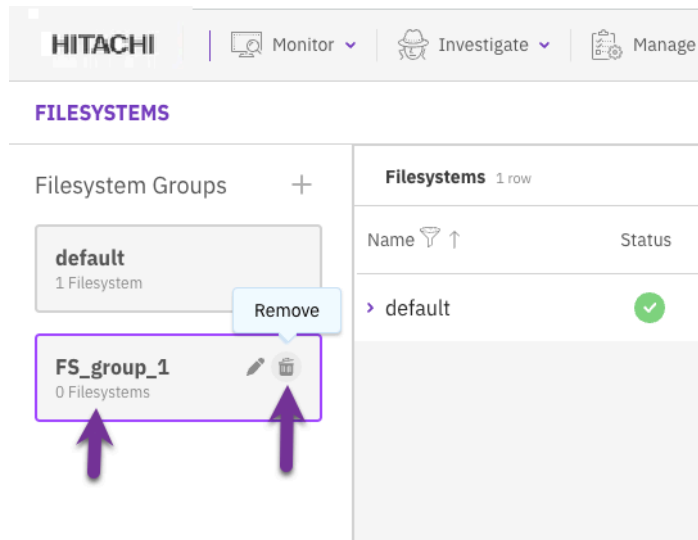 HITACHI
Monitor
Investigate
Manage
FILESYSTEMS
Filesystem Groups
default
1 Filesystem
Remove
FS_group_1
0 Filesystems
Filesystems 1 row
Name
Status
default